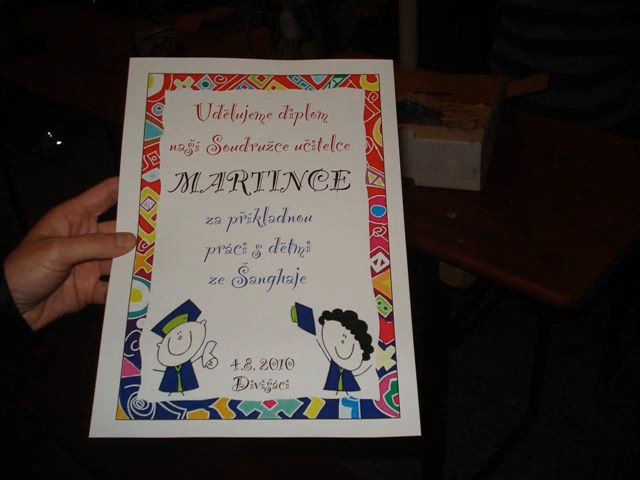 Udělujeme diplom
naší Soudružce učitelce
MARTINCE
za příkladnou
práci s dětmi
ze Šanghaje
4.8.2010
Divišáci